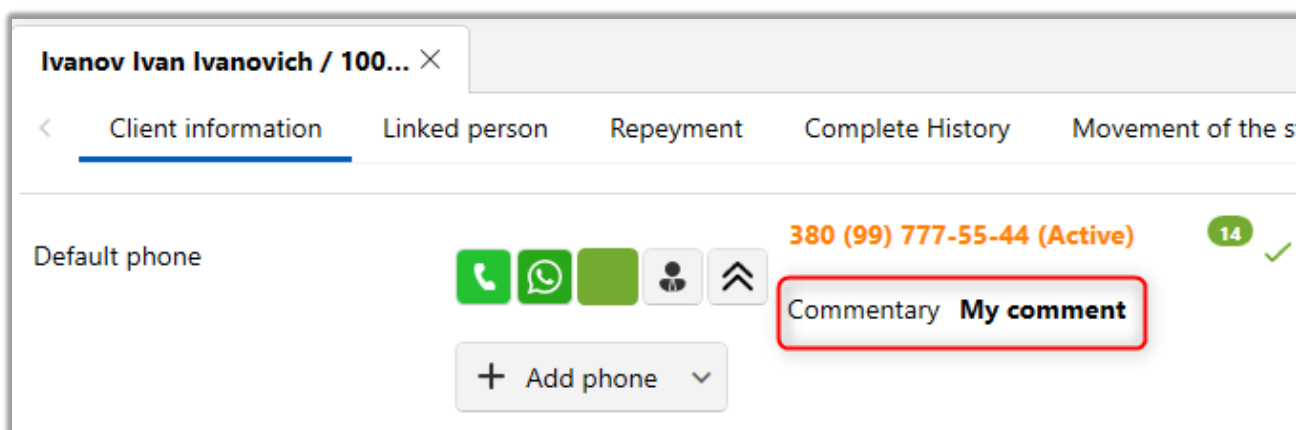 Ivanov Ivan Ivanovich / 100...
Client information Linked person Repeyment Complete History Movement of the s
380 (99) 777-55-44 (Active) 14
Default phone
Commentary My comment
Add phone